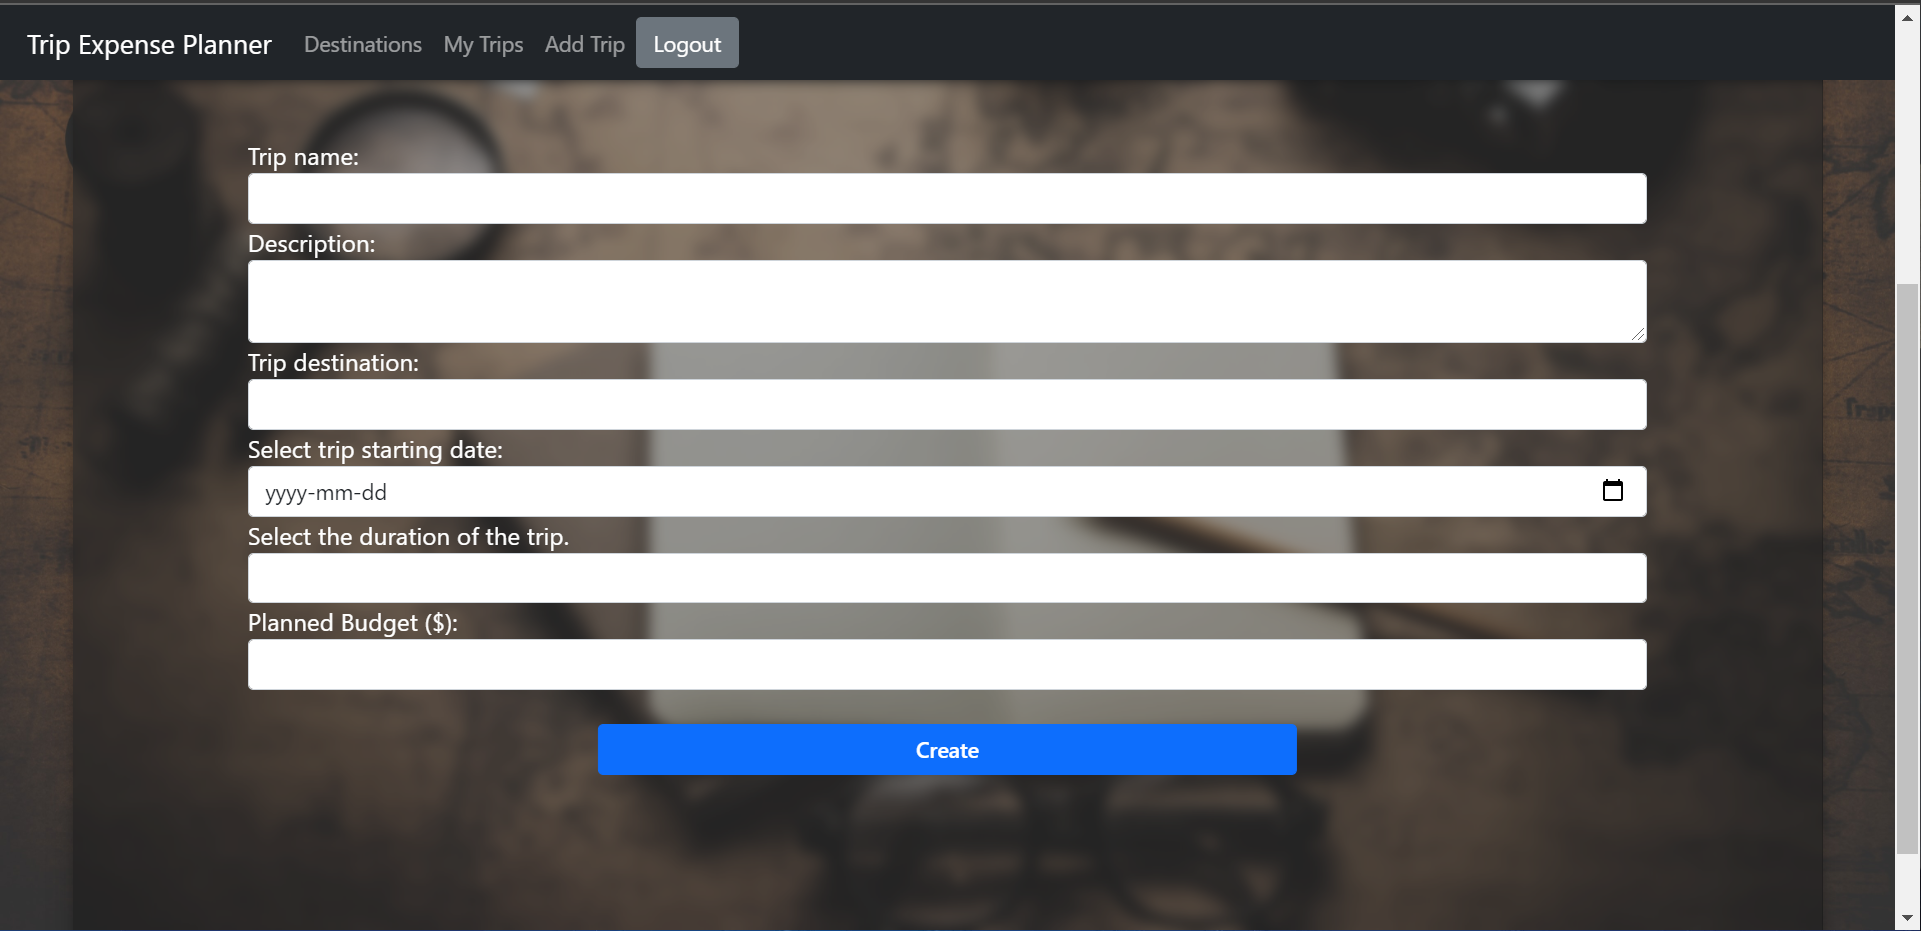 Trip Expense Planner Destinations My Trips Add Trip Logout
Trip name:
Description:
Trip destination:
Select trip starting date:
yyyy-mm-dd
Select the duration of the trip.
Planned Budget ($):
Create